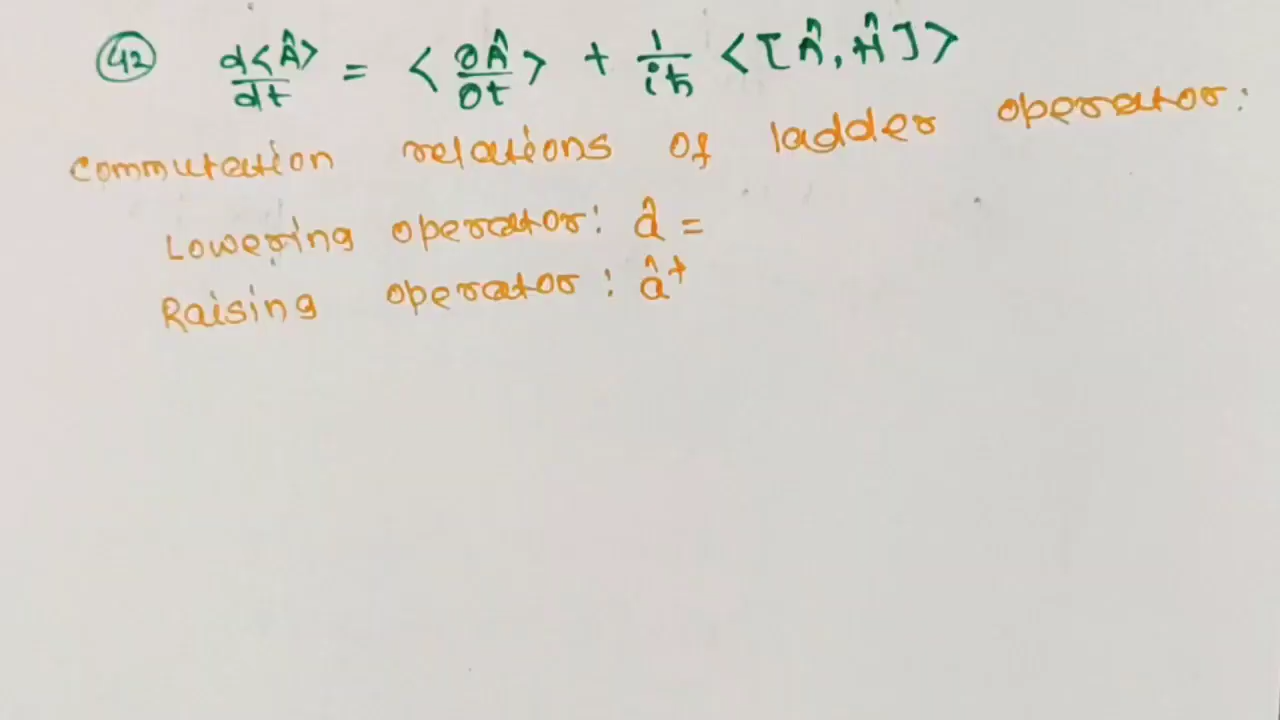 42 d<Â>/dt = <∂Â/∂t> + 1/iħ <[Â, Ĥ]>
Commutation relations of ladder operator:
Lowering operator: â =
Raising operator: â†